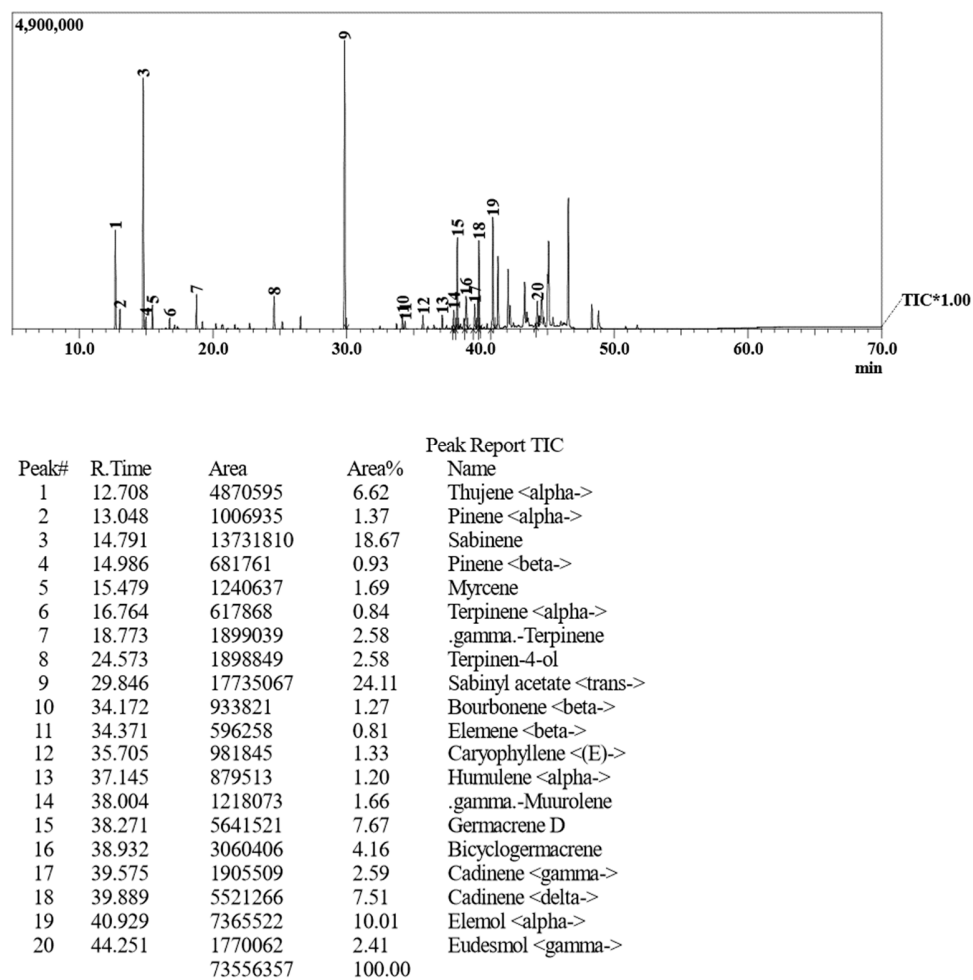 4,900,000
9
3
1
2
4
5
6
7
8
10
11
12
13
14
15
16
17
18
19
20
TIC*1.00
10.0 20.0 30.0 40.0 50.0 60.0 70.0
min
Peak Report TIC
Peak# R.Time Area Area% Name
1 12.708 4870595 6.62 Thujene <alpha->
2 13.048 1006935 1.37 Pinene <alpha->
3 14.791 13731810 18.67 Sabinene
4 14.986 681761 0.93 Pinene <beta->
5 15.479 1240637 1.69 Myrcene
6 16.764 617868 0.84 Terpinene <alpha->
7 18.773 1899039 2.58 .gamma.-Terpinene
8 24.573 1898849 2.58 Terpinen-4-ol
9 29.846 17735067 24.11 Sabinyl acetate <trans->
10 34.172 933821 1.27 Bourbonene <beta->
11 34.371 596258 0.81 Elemene <beta->
12 35.705 981845 1.33 Caryophyllene <(E)->
13 37.145 879513 1.20 Humulene <alpha->
14 38.004 1218073 1.66 .gamma.-Muurolene
15 38.271 5641521 7.67 Germacrene D
16 38.932 3060406 4.16 Bicyclogermacrene
17 39.575 1905509 2.59 Cadinene <gamma->
18 39.889 5521266 7.51 Cadinene <delta->
19 40.929 7365522 10.01 Elemol <alpha->
20 44.251 1770062 2.41 Eudesmol <gamma->
73556357 100.00